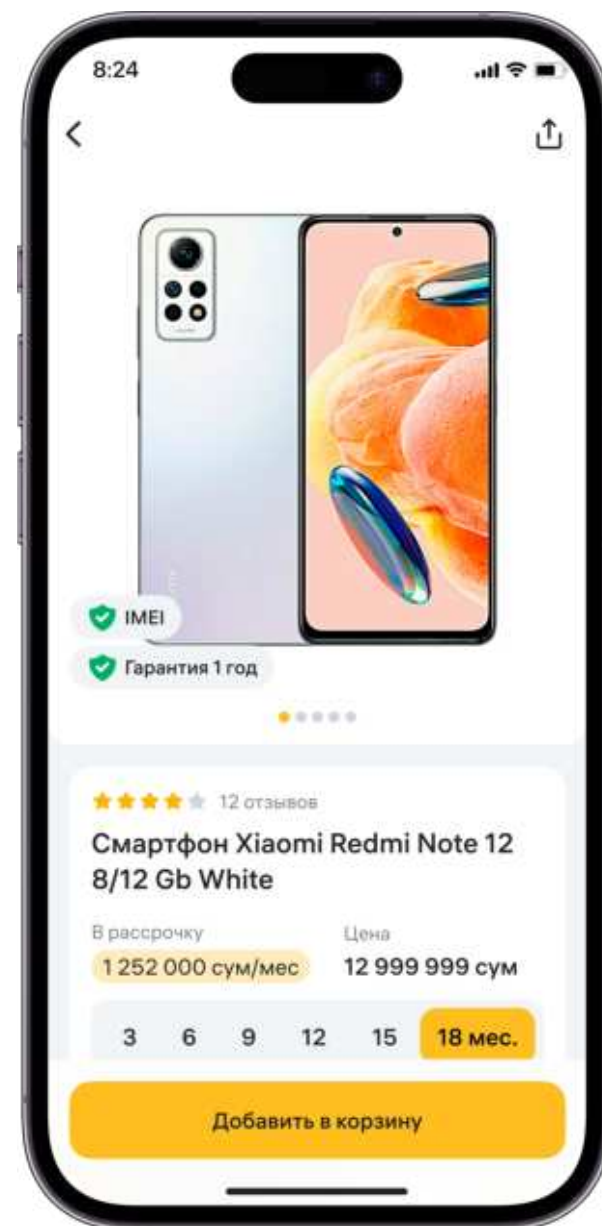 8:24
IMEI
Гарантия 1 год
12 отзывов
Смартфон Xiaomi Redmi Note 12
8/12 Gb White
В рассрочку
Цена
1 252 000 сум/мес
12 999 999 сум
3 6 9 12 15 18 мес.
Добавить в корзину